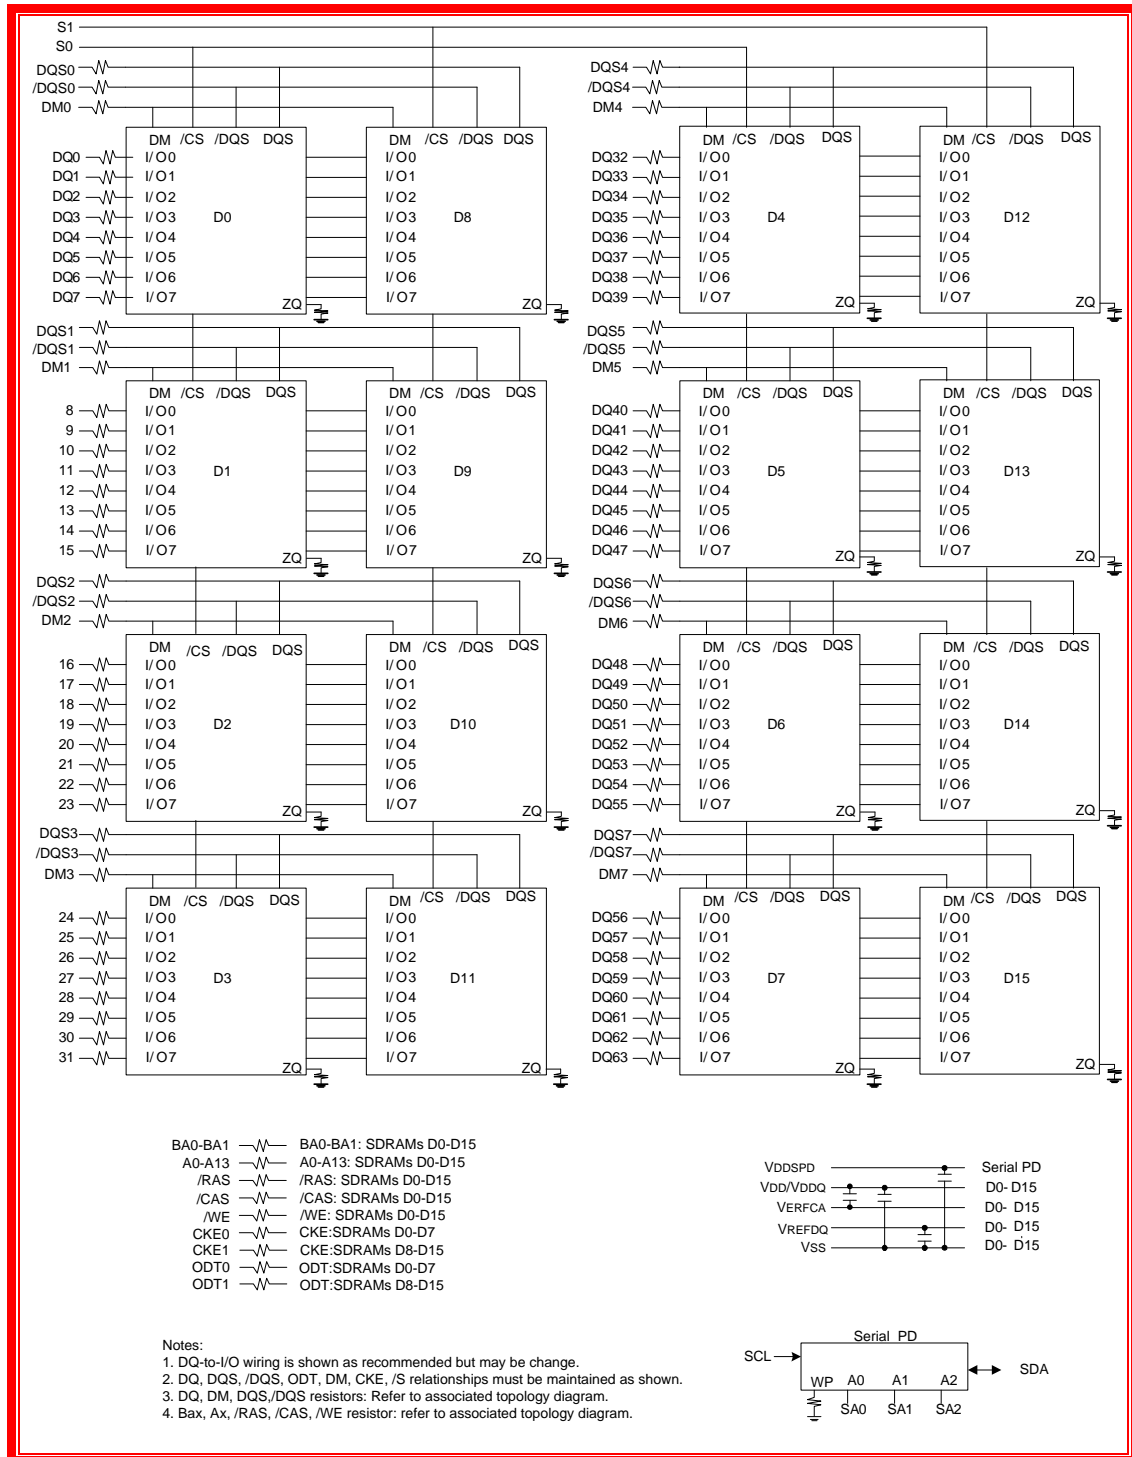 S1
S0
DQS0
/DQS0
DM0
DQS4
/DQS4
DM4
DM /CS /DQS DQS
DM /CS /DQS DQS
DM /CS /DQS DQS
DM /CS /DQS DQS
DQ0 I/O0 I/O0 DQ32 I/O0 I/O0
DQ1 I/O1 I/O1 DQ33 I/O1 I/O1
DQ2 I/O2 I/O2 DQ34 I/O2 I/O2
DQ3 I/O3 D0 I/O3 D8 DQ35 I/O3 D4 I/O3 D12
DQ4 I/O4 I/O4 DQ36 I/O4 I/O4
DQ5 I/O5 I/O5 DQ37 I/O5 I/O5
DQ6 I/O6 I/O6 DQ38 I/O6 I/O6
DQ7 I/O7 I/O7 DQ39 I/O7 I/O7
ZQ ZQ ZQ ZQ
DQS1
/DQS1
DM1
DQS5
/DQS5
DM5
DM /CS /DQS DQS
DM /CS /DQS DQS
DM /CS /DQS DQS
DM /CS /DQS DQS
8 I/O0 I/O0 DQ40 I/O0 I/O0
9 I/O1 I/O1 DQ41 I/O1 I/O1
10 I/O2 I/O2 DQ42 I/O2 I/O2
11 I/O3 D1 I/O3 D9 DQ43 I/O3 D5 I/O3 D13
12 I/O4 I/O4 DQ44 I/O4 I/O4
13 I/O5 I/O5 DQ45 I/O5 I/O5
14 I/O6 I/O6 DQ46 I/O6 I/O6
15 I/O7 I/O7 DQ47 I/O7 I/O7
ZQ ZQ ZQ ZQ
DQS2
/DQS2
DM2
DQS6
/DQS6
DM6
DM /CS /DQS DQS
DM /CS /DQS DQS
DM /CS /DQS DQS
DM /CS /DQS DQS
16 I/O0 I/O0 DQ48 I/O0 I/O0
17 I/O1 I/O1 DQ49 I/O1 I/O1
18 I/O2 I/O2 DQ50 I/O2 I/O2
19 I/O3 D2 I/O3 D10 DQ51 I/O3 D6 I/O3 D14
20 I/O4 I/O4 DQ52 I/O4 I/O4
21 I/O5 I/O5 DQ53 I/O5 I/O5
22 I/O6 I/O6 DQ54 I/O6 I/O6
23 I/O7 I/O7 DQ55 I/O7 I/O7
ZQ ZQ ZQ ZQ
DQS3
/DQS3
DM3
DQS7
/DQS7
DM7
DM /CS /DQS DQS
DM /CS /DQS DQS
DM /CS /DQS DQS
DM /CS /DQS DQS
24 I/O0 I/O0 DQ56 I/O0 I/O0
25 I/O1 I/O1 DQ57 I/O1 I/O1
26 I/O2 I/O2 DQ58 I/O2 I/O2
27 I/O3 D3 I/O3 D11 DQ59 I/O3 D7 I/O3 D15
28 I/O4 I/O4 DQ60 I/O4 I/O4
29 I/O5 I/O5 DQ61 I/O5 I/O5
30 I/O6 I/O6 DQ62 I/O6 I/O6
31 I/O7 I/O7 DQ63 I/O7 I/O7
ZQ ZQ ZQ ZQ
BA0-BA1 BA0-BA1: SDRAMs D0-D15
A0-A13 A0-A13: SDRAMs D0-D15
/RAS /RAS: SDRAMs D0-D15
/CAS /CAS: SDRAMs D0-D15
/WE /WE: SDRAMs D0-D15
CKE0 CKE:SDRAMs D0-D7
CKE1 CKE:SDRAMs D8-D15
ODT0 ODT:SDRAMs D0-D7
ODT1 ODT:SDRAMs D8-D15
VDDSPD Serial PD
VDD/VDDQ D0- D15
VERFCA D0- D15
VREFDQ D0- D15
VSS D0- D15
Notes:
1. DQ-to-I/O wiring is shown as recommended but may be change.
2. DQ, DQS, /DQS, ODT, DM, CKE, /S relationships must be maintained as shown.
3. DQ, DM, DQS,/DQS resistors: Refer to associated topology diagram.
4. Bax, Ax, /RAS, /CAS, /WE resistor: refer to associated topology diagram.
Serial PD
SCL SDA
WP A0 A1 A2
SA0 SA1 SA2